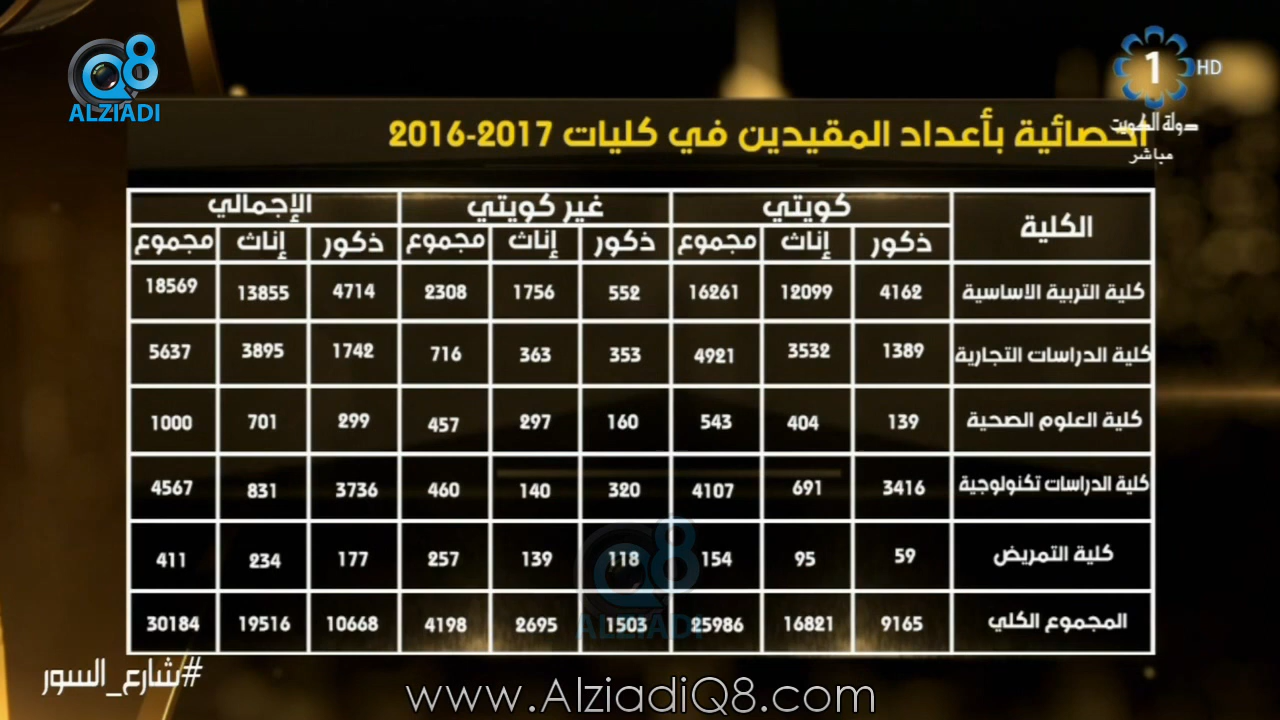 Q8
ALZIADI
1 HD
دولة الكويت
مباشر
احصائية بأعداد المقيدين في كليات 2017-2016
الكلية كويتي غير كويتي الإجمالي
ذكور إناث مجموع ذكور إناث مجموع ذكور إناث مجموع
كلية التربية الاساسية 4162 12099 16261 552 1756 2308 4714 13855 18569
كلية الدراسات التجارية 1389 3532 4921 353 363 716 1742 3895 5637
كلية العلوم الصحية 139 404 543 160 297 457 299 701 1000
كلية الدراسات تكنولوجية 3416 691 4107 320 140 460 3736 831 4567
كلية التمريض 59 95 154 118 139 257 177 234 411
المجموع الكلي 9165 16821 25986 1503 2695 4198 10668 19516 30184
Q8
ALZIADI
#شارع_السور
www.AlziadiQ8.com